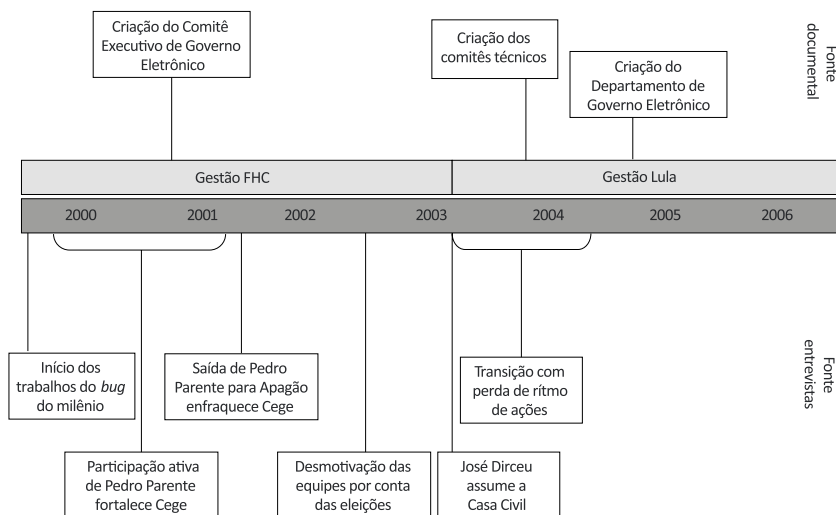 Criação do Comitê
Executivo de Governo
Eletrônico
Criação dos
comitês técnicos
Criação do
Departamento de
Governo Eletrônico
Fonte
documental
Gestão FHC
Gestão Lula
2000 2001 2002 2003 2004 2005 2006
Início dos
trabalhos do bug
do milênio
Saída de Pedro
Parente para Apagão
enfraquece Cege
Transição com
perda de rítmo
de ações
Fonte
entrevistas
Participação ativa
de Pedro Parente
fortalece Cege
Desmotivação das
equipes por conta
das eleições
José Dirceu
assume a
Casa Civil